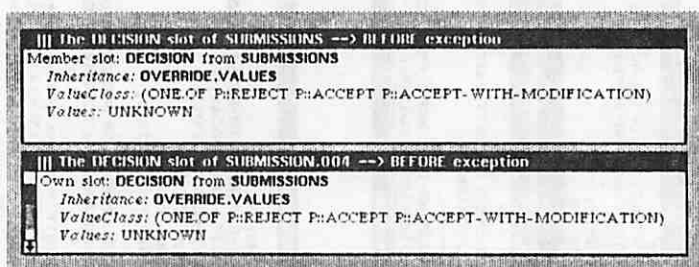 ||| The DECISION slot of SUBMISSIONS --> BEFORE exception
Member slot: DECISION from SUBMISSIONS
Inheritance: OVERRIDE.VALUES
ValueClass: (ONE.OF P::REJECT P::ACCEPT P::ACCEPT-WITH-MODIFICATION)
Values: UNKNOWN
||| The DECISION slot of SUBMISSION.004 --> BEFORE exception
Own slot: DECISION from SUBMISSIONS
Inheritance: OVERRIDE.VALUES
ValueClass: (ONE.OF P::REJECT P::ACCEPT P::ACCEPT-WITH-MODIFICATION)
Values: UNKNOWN